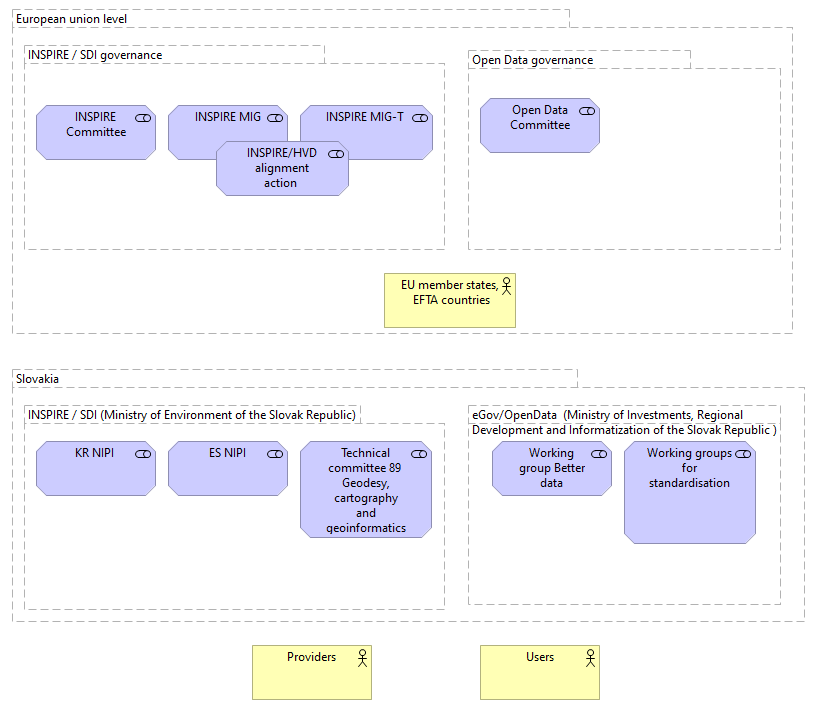 European union level
INSPIRE / SDI governance
Open Data governance
INSPIRE
Committee
INSPIRE MIG
INSPIRE MIG-T
INSPIRE/HVD
alignment
action
Open Data
Committee
EU member states,
EFTA countries
Slovakia
INSPIRE / SDI (Ministry of Environment of the Slovak Republic)
eGov/OpenData  (Ministry of Investments, Regional
Development and Informatization of the Slovak Republic )
KR NIPI
ES NIPI
Technical
committee 89
Geodesy,
cartography
and
geoinformatics
Working
group Better
data
Working groups
for
standardisation
Providers
Users